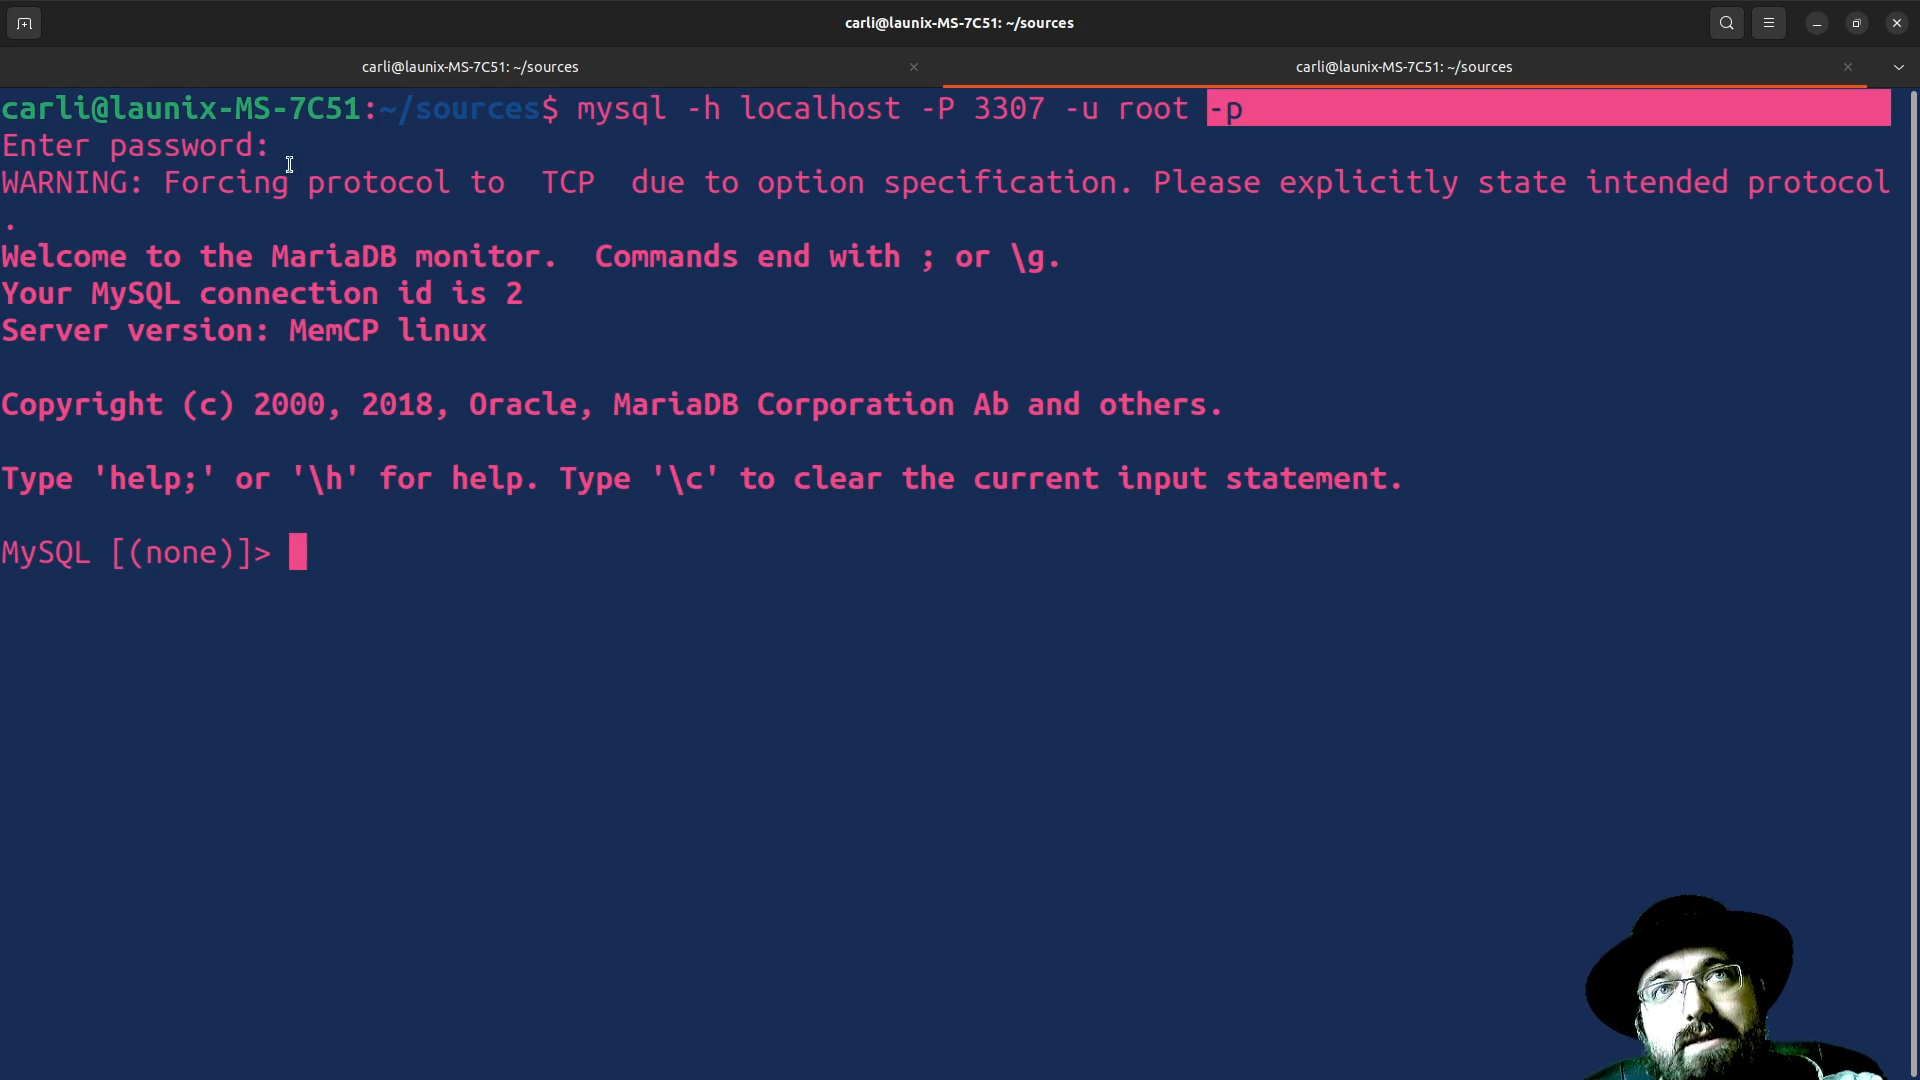 carli@launix-MS-7C51: ~/sources
carli@launix-MS-7C51: ~/sources
carli@launix-MS-7C51: ~/sources
carli@launix-MS-7C51:~/sources$ mysql -h localhost -P 3307 -u root -p
Enter password:
WARNING: Forcing protocol to  TCP  due to option specification. Please explicitly state intended protocol
.
Welcome to the MariaDB monitor.  Commands end with ; or \g.
Your MySQL connection id is 2
Server version: MemCP linux
Copyright (c) 2000, 2018, Oracle, MariaDB Corporation Ab and others.
Type 'help;' or '\h' for help. Type '\c' to clear the current input statement.
MySQL [(none)]>